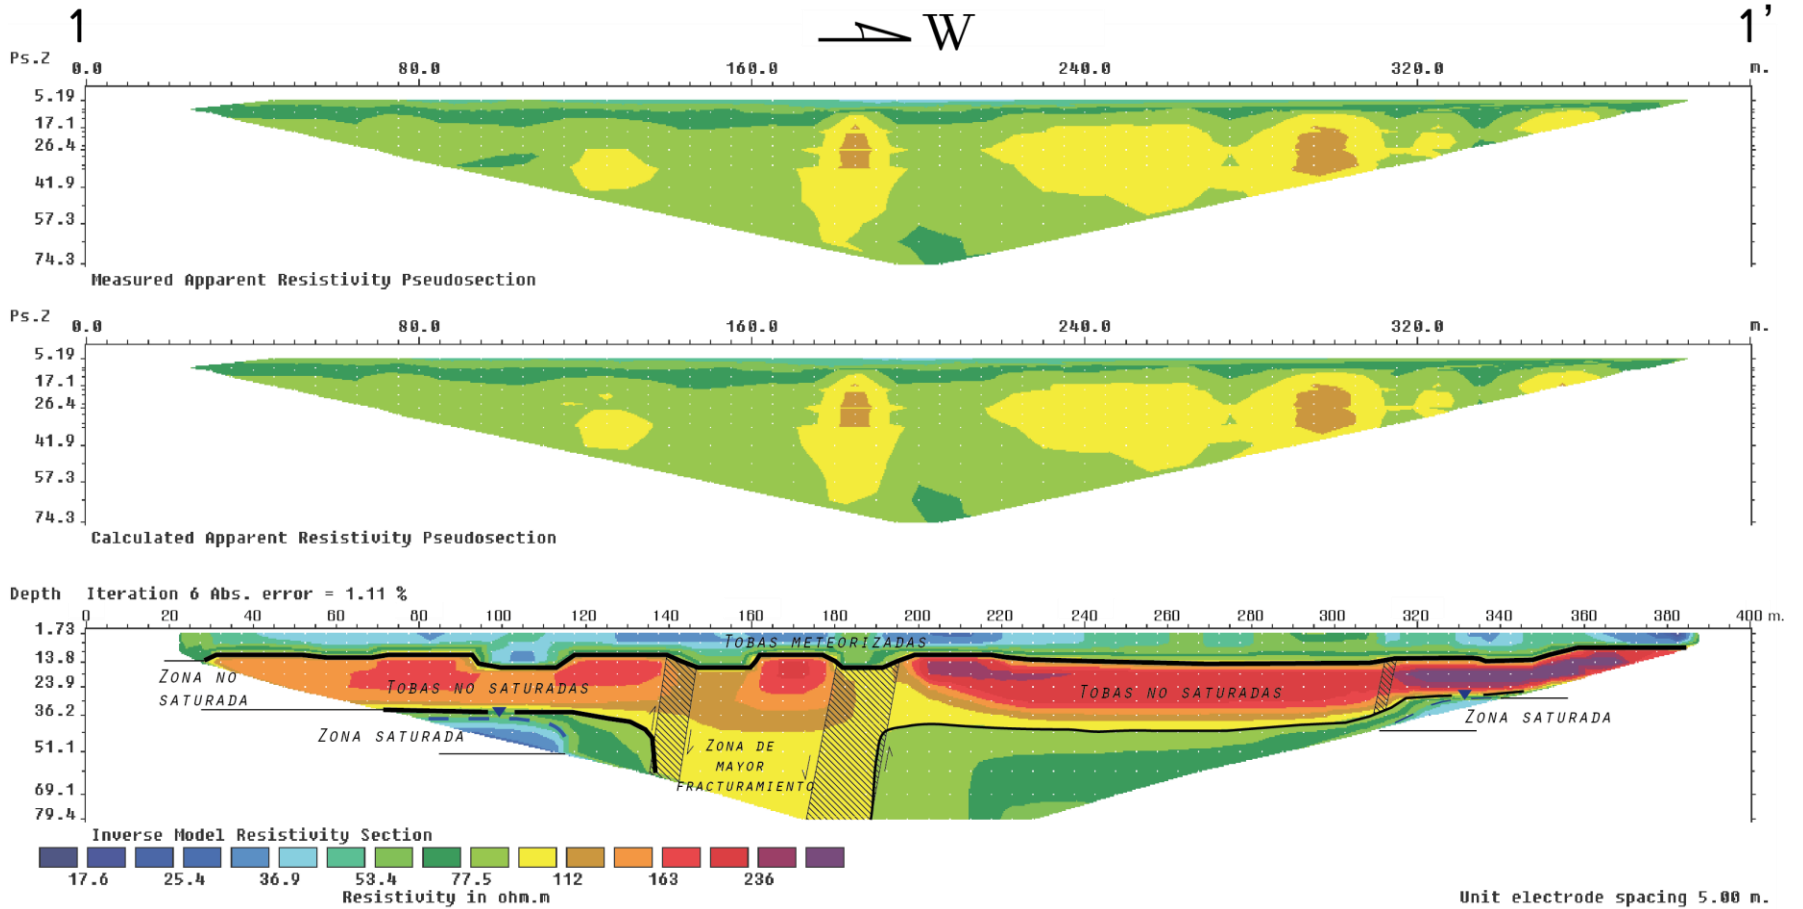 1 W 1’
Ps.Z 0.0 80.0 160.0 240.0 320.0 m.
5.19
17.1
26.4
41.9
57.3
74.3
Measured Apparent Resistivity Pseudosection
Ps.Z 0.0 80.0 160.0 240.0 320.0 m.
5.19
17.1
26.4
41.9
57.3
74.3
Calculated Apparent Resistivity Pseudosection
Depth Iteration 6 Abs. error = 1.11 %
0 20 40 60 80 100 120 140 160 180 200 220 240 260 280 300 320 340 360 380 400 m.
1.73
TOBAS METEORIZADAS
13.8
ZONA NO
SATURADA
23.9
TOBAS NO SATURADAS
TOBAS NO SATURADAS
36.2
ZONA SATURADA
ZONA SATURADA
51.1
ZONA DE
MAYOR
FRACTURAMIENTO
69.1
79.4
Inverse Model Resistivity Section
17.6 25.4 36.9 53.4 77.5 112 163 236
Resistivity in ohm.m
Unit electrode spacing 5.00 m.